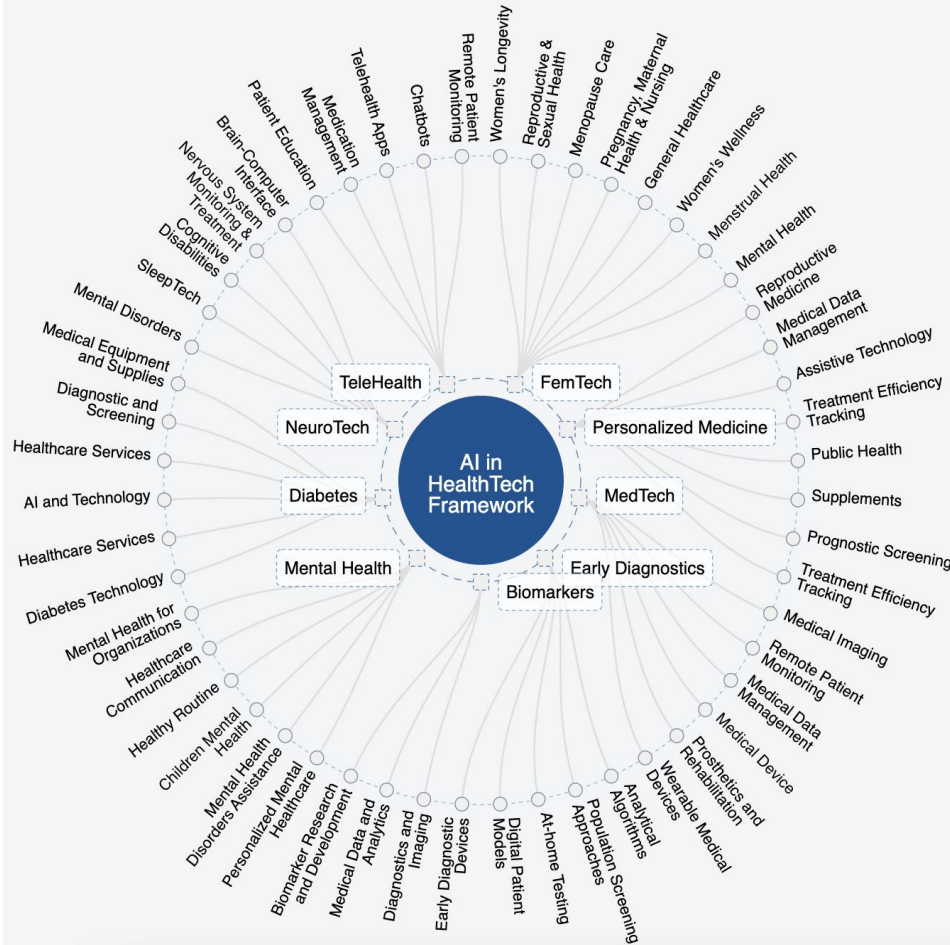 AI in
HealthTech
Framework
TeleHealth
FemTech
NeuroTech
Personalized Medicine
Diabetes
MedTech
Mental Health
Early Diagnostics
Biomarkers
Women's Longevity
Reproductive &
Sexual Health
Menopause Care
Pregnancy, Maternal
Health & Nursing
General Healthcare
Women's Wellness
Menstrual Health
Mental Health
Reproductive
Medicine
Medical Data
Management
Assistive Technology
Treatment Efficiency
Tracking
Public Health
Supplements
Prognostic Screening
Treatment Efficiency
Tracking
Medical Imaging
Remote Patient
Monitoring
Medical Data
Management
Medical Device
Prosthetics and
Rehabilitation
Wearable Medical
Devices
Analytical
Algorithms
Population Screening
Approaches
At-home Testing
Digital Patient
Models
Early Diagnostic
Devices
Diagnostics and
Imaging
Medical Data and
Analytics
Biomarker Research
and Development
Personalized Mental
Healthcare
Mental Health
Disorders Assistance
Children Mental
Health
Healthy Routine
Healthcare
Communication
Mental Health for
Organizations
Diabetes Technology
Healthcare Services
AI and Technology
Healthcare Services
Diagnostic and
Screening
Medical Equipment
and Supplies
Mental Disorders
SleepTech
Cognitive
Disabilities
Nervous System
Monitoring &
Treatment
Brain-Computer
Interface
Patient Education
Medication
Management
Telehealth Apps
Chatbots
Remote Patient
Monitoring